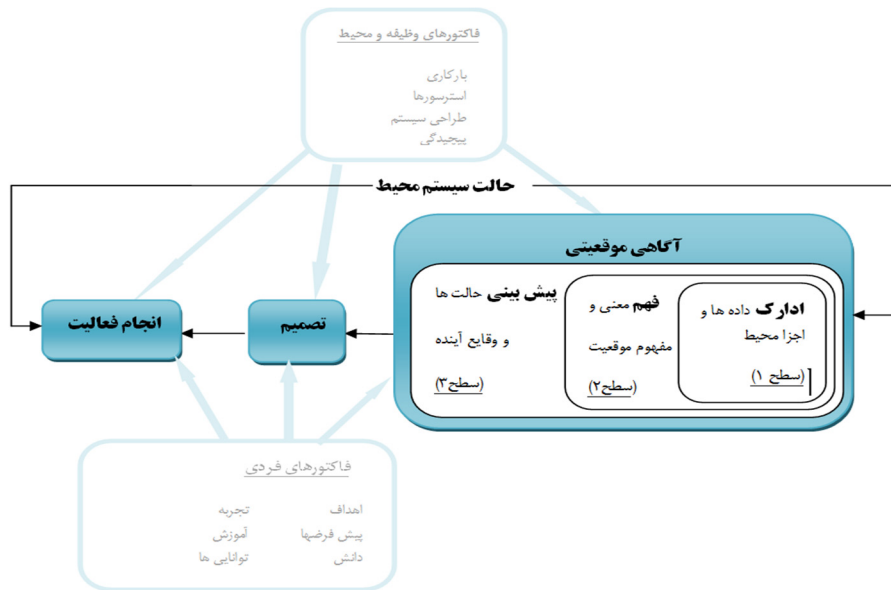 فاکتورهای وظیفه و محیط
بارکاری
استرسورها
طراحی سیستم
پیچیدگی
حالت سیستم محیط
آگاهی موقعیتی
ادارک داده ها و
اجزا محیط
(سطح ۱)
فهم معنی و
مفهوم موقعیت
(سطح۲)
پیش بینی حالت ها
و وقایع آینده
(سطح۳)
تصمیم
انجام فعالیت
فاکتورهای فردی
اهداف
پیش فرضها
دانش
تجربه
آموزش
توانایی ها